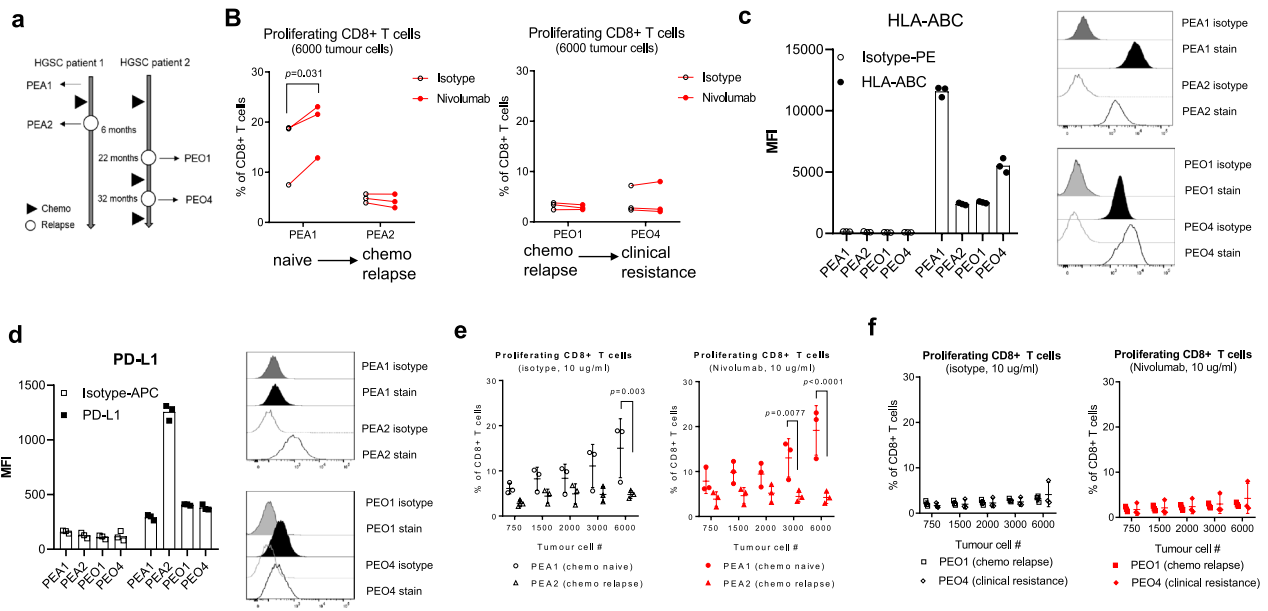 a
HGSC patient 1
HGSC patient 2
PEA1
PEA2
6 months
22 months
PEO1
32 months
PEO4
Chemo
Relapse
B
Proliferating CD8+ T cells
(6000 tumour cells)
% of CD8+ T cells
30
20
10
0
p=0.031
Isotype
Nivolumab
PEA1
PEA2
naive
chemo
relapse
Proliferating CD8+ T cells
(6000 tumour cells)
% of CD8+ T cells
30
20
10
0
Isotype
Nivolumab
PEO1
PEO4
chemo
relapse
clinical
resistance
c
HLA-ABC
MFI
15000
12500
10000
7500
5000
2500
0
Isotype-PE
HLA-ABC
PEA1
PEA2
PEO1
PEO4
PEA1
PEA2
PEO1
PEO4
PEA1 isotype
PEA1 stain
PEA2 isotype
PEA2 stain
PEO1 isotype
PEO1 stain
PEO4 isotype
PEO4 stain
d
PD-L1
MFI
1500
1000
500
0
Isotype-APC
PD-L1
PEA1
PEA2
PEO1
PEO4
PEA1
PEA2
PEO1
PEO4
PEA1 isotype
PEA1 stain
PEA2 isotype
PEA2 stain
PEO1 isotype
PEO1 stain
PEO4 isotype
PEO4 stain
e
Proliferating CD8+ T cells
(isotype, 10 ug/ml)
% of CD8+ T cells
30
20
10
0
p=0.003
750
1500
2000
3000
6000
Tumour cell #
PEA1 (chemo naive)
PEA2 (chemo relapse)
Proliferating CD8+ T cells
(Nivolumab, 10 ug/ml)
% of CD8+ T cells
30
20
10
0
p<0.0001
p=0.0077
750
1500
2000
3000
6000
Tumour cell #
PEA1 (chemo naive)
PEA2 (chemo relapse)
f
Proliferating CD8+ T cells
(isotype, 10 ug/ml)
% of CD8+ T cells
30
20
10
0
750
1500
2000
3000
6000
Tumour cell #
PEO1 (chemo relapse)
PEO4 (clinical resistance)
Proliferating CD8+ T cells
(Nivolumab, 10 ug/ml)
% of CD8+ T cells
30
20
10
0
750
1500
2000
3000
6000
Tumour cell #
PEO1 (chemo relapse)
PEO4 (clinical resistance)